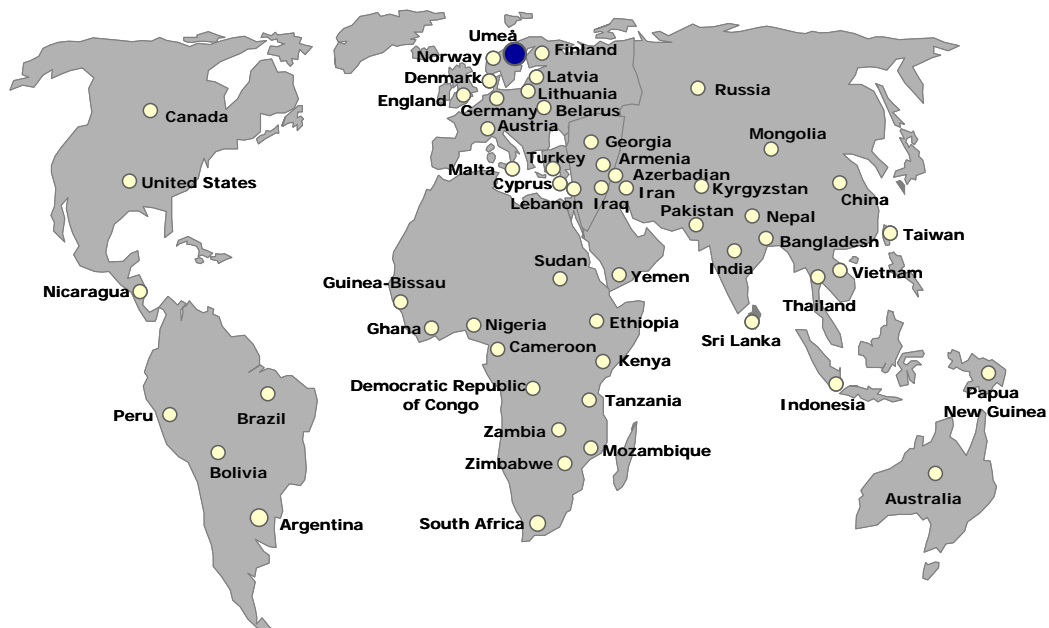 Umeå
Norway
Finland
Denmark
Latvia
England
Lithuania
Germany
Belarus
Austria
Russia
Canada
Georgia
Mongolia
Turkey
Armenia
Malta
Azerbadian
United States
Cyprus
Iran
Kyrgyzstan
China
Lebanon
Iraq
Pakistan
Nepal
Bangladesh
Taiwan
Sudan
India
Yemen
Vietnam
Guinea-Bissau
Nicaragua
Thailand
Ghana
Nigeria
Ethiopia
Sri Lanka
Cameroon
Kenya
Democratic Republic
of Congo
Tanzania
Indonesia
Papua
New Guinea
Peru
Brazil
Zambia
Mozambique
Zimbabwe
Bolivia
Australia
Argentina
South Africa